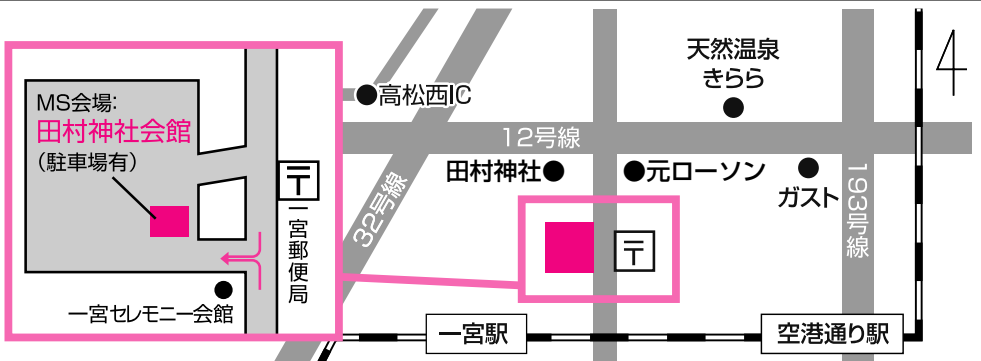 MS会場:
田村神社会館
(駐車場有)
〒
一宮郵便局
一宮セレモニー会館
高松西IC
32号線
12号線
天然温泉
きらら
田村神社
元ローソン
ガスト
193号線
〒
一宮駅
空港通り駅
4